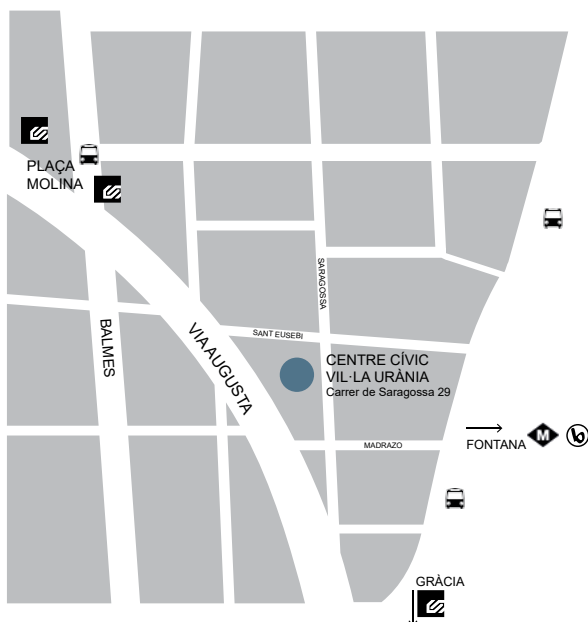 PLAÇA
MOLINA
SARAGOSSA
BALMES
VIA AUGUSTA
SANT EUSEBI
CENTRE CÍVIC
VIL·LA URÀNIA
Carrer de Saragossa 29
MADRAZO
FONTANA
M
b
GRÀCIA